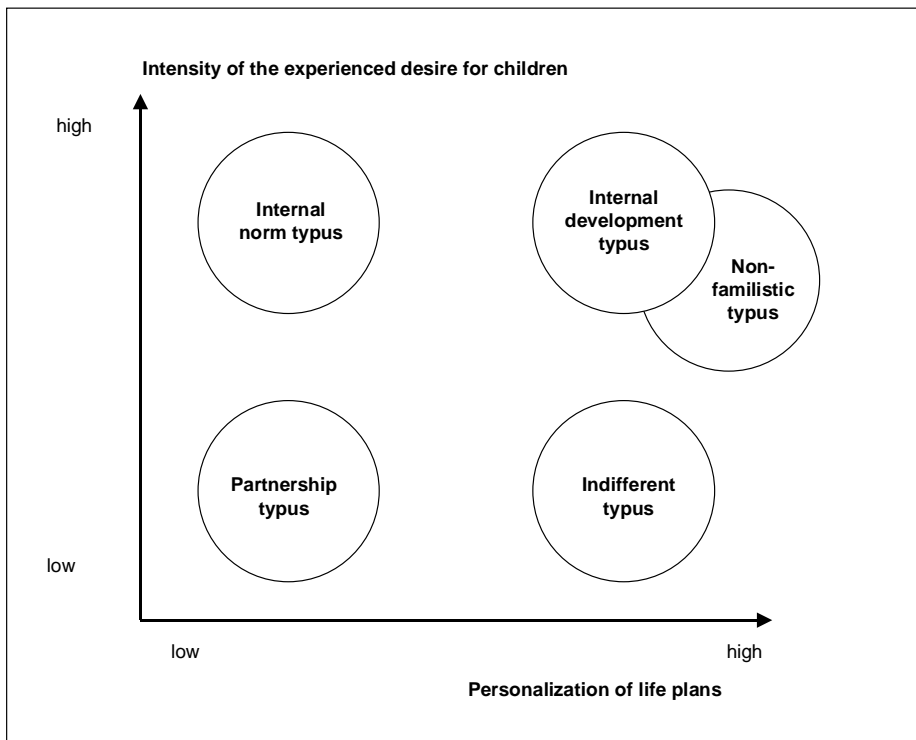 Intensity of the experienced desire for children
high
Internal
norm typus
Internal
development
typus
Non-
familistic
typus
Partnership
typus
Indifferent
typus
low
low
high
Personalization of life plans